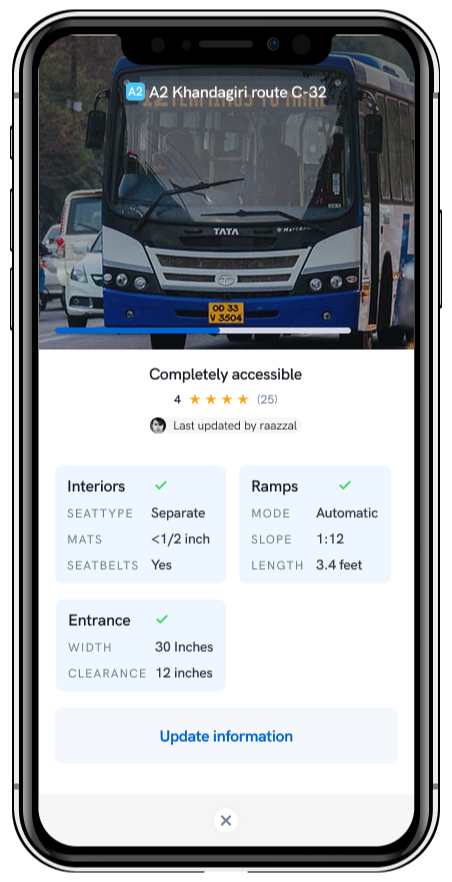 A2 A2 Khandagiri route C-32
TATA
OD 33
V 3504
Completely accessible
4 ★★★★ (25)
Last updated by raazzal
Interiors ✓
SEATTYPE Separate
MATS <1/2 inch
SEATBELTS Yes
Ramps ✓
MODE Automatic
SLOPE 1:12
LENGTH 3.4 feet
Entrance ✓
WIDTH 30 Inches
CLEARANCE 12 inches
Update information